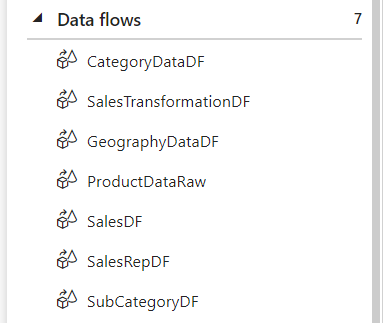 Data flows 7
CategoryDataDF
SalesTransformationDF
GeographyDataDF
ProductDataRaw
SalesDF
SalesRepDF
SubCategoryDF